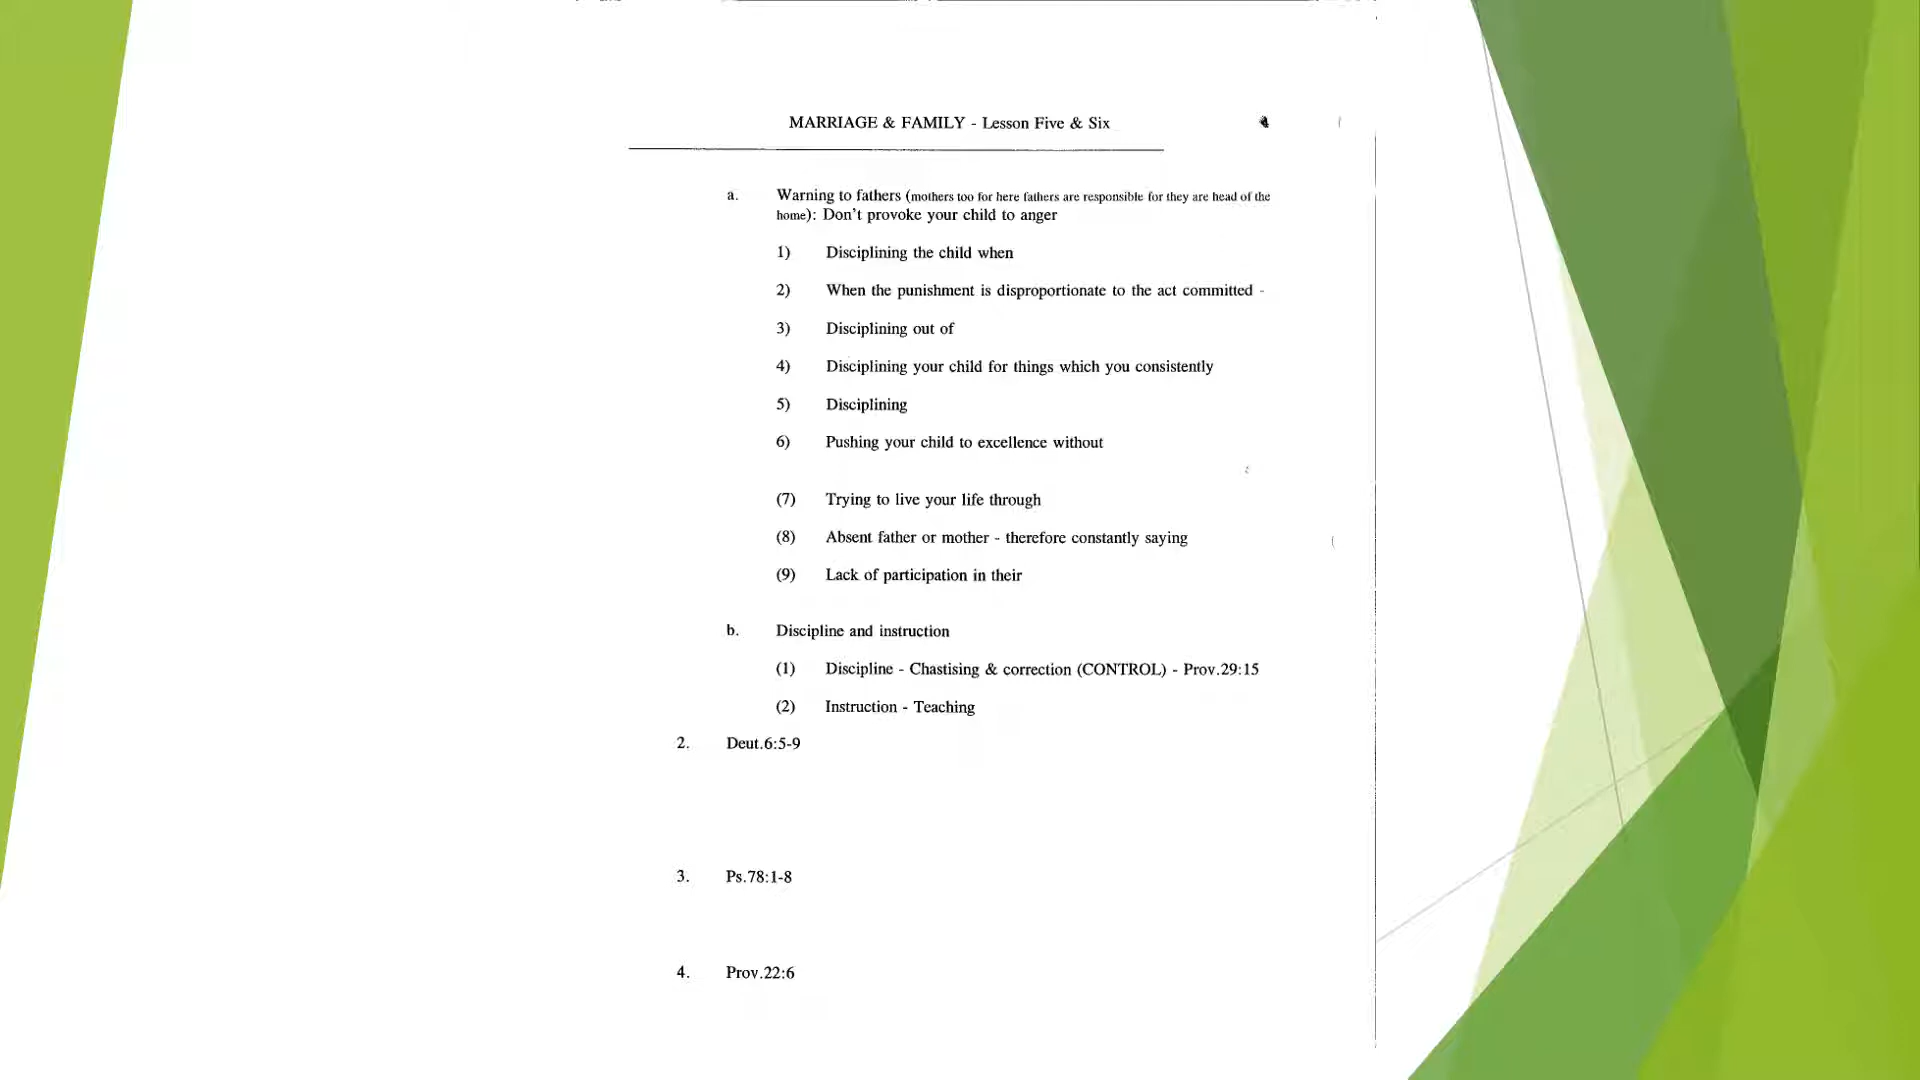 MARRIAGE & FAMILY - Lesson Five & Six
a. Warning to fathers (mothers too for here fathers are responsible for they are head of the
home): Don't provoke your child to anger
1) Disciplining the child when
2) When the punishment is disproportionate to the act committed -
3) Disciplining out of
4) Disciplining your child for things which you consistently
5) Disciplining
6) Pushing your child to excellence without
(7) Trying to live your life through
(8) Absent father or mother - therefore constantly saying
(9) Lack of participation in their
b. Discipline and instruction
(1) Discipline - Chastising & correction (CONTROL) - Prov.29:15
(2) Instruction - Teaching
2. Deut.6:5-9
3. Ps.78:1-8
4. Prov.22:6